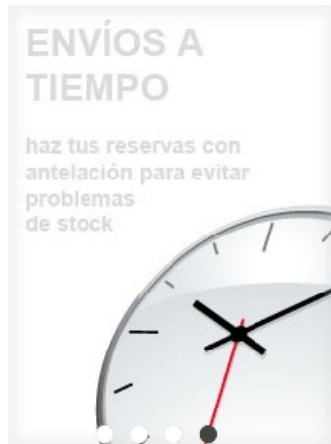 ENVÍOS A
TIEMPO
haz tus reservas con
antelación para evitar
problemas
de stock